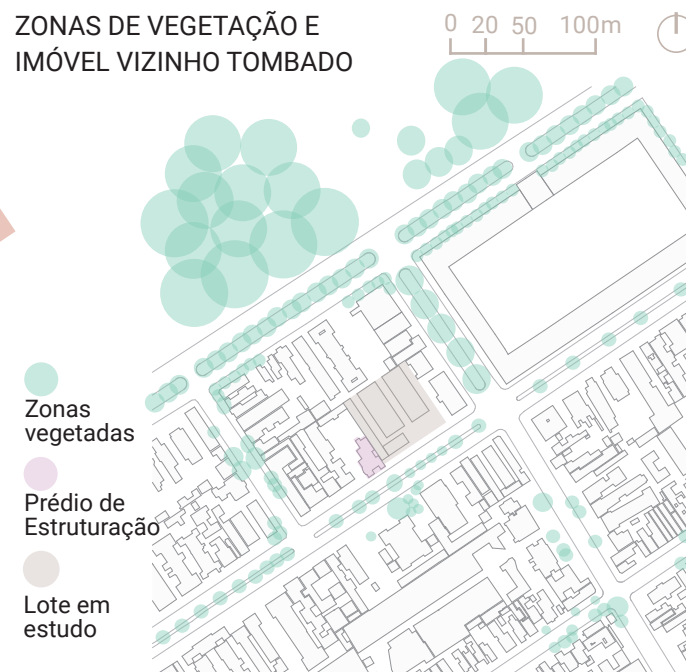 ZONAS DE VEGETAÇÃO E
IMÓVEL VIZINHO TOMBADO
0 20 50 100m
Zonas
vegetadas
Prédio de
Estruturação
Lote em
estudo